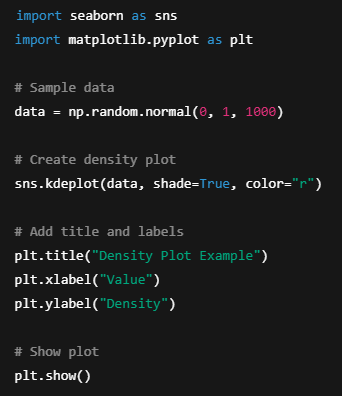 import seaborn as sns
import matplotlib.pyplot as plt
# Sample data
data = np.random.normal(0, 1, 1000)
# Create density plot
sns.kdeplot(data, shade=True, color="r")
# Add title and labels
plt.title("Density Plot Example")
plt.xlabel("Value")
plt.ylabel("Density")
# Show plot
plt.show()